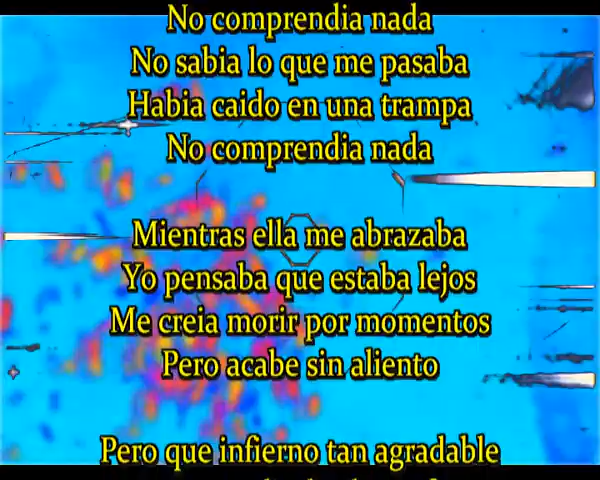 No comprendia nada
No sabia lo que me pasaba
Habia caido en una trampa
No comprendia nada
Mientras ella me abrazaba
Yo pensaba que estaba lejos
Me creia morir por momentos
Pero acabe sin aliento
Pero que infierno tan agradable